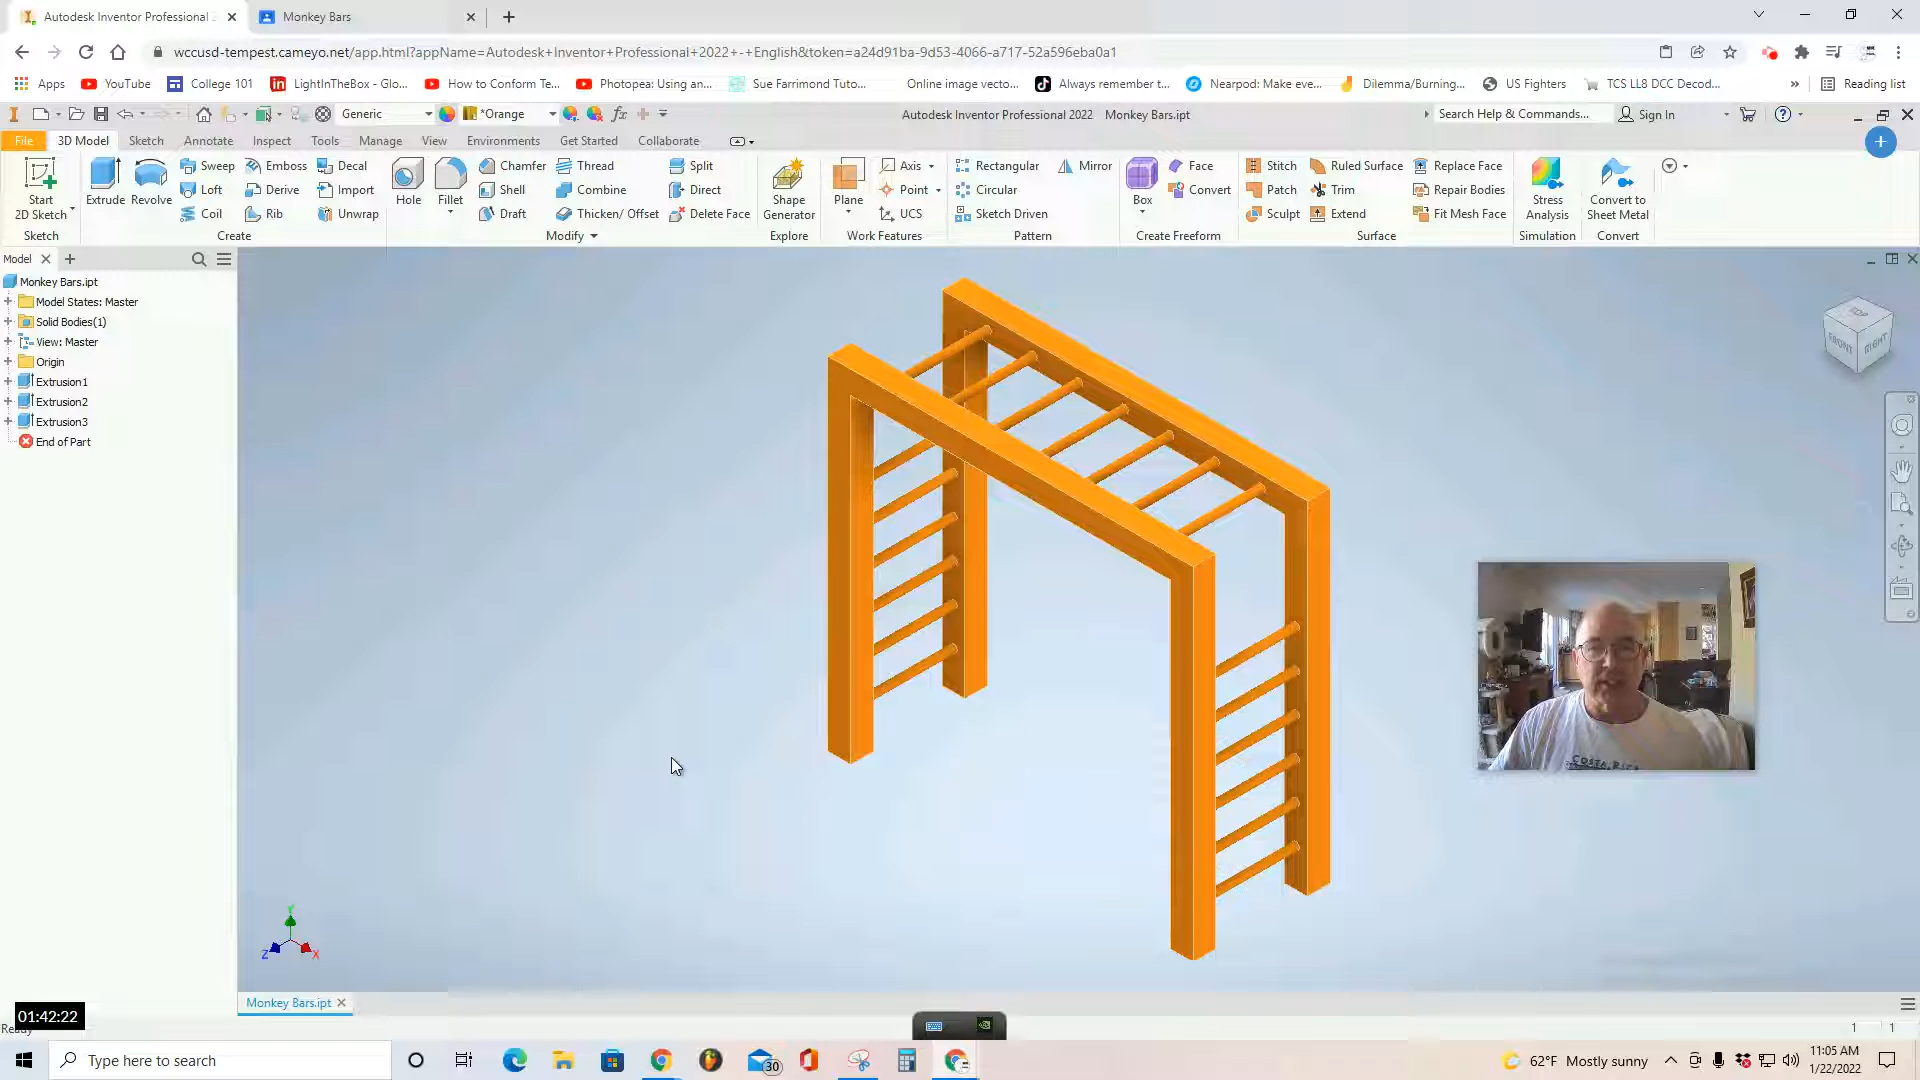 Autodesk Inventor Professional 2
Monkey Bars
wccusd-tempest.cameyo.net/app.html?appName=Autodesk+Inventor+Professional+2022+-+English&token=a24d91ba-9d53-4066-a717-52a596eba0a1
Apps YouTube College 101 LightInTheBox - Glo... How to Conform Te... Photopea: Using an... Sue Farrimond Tuto... Online image vecto... Always remember t... Nearpod: Make eve... Dilemma/Burning... US Fighters TCS LL8 DCC Decod... » Reading list
Generic *Orange fx Autodesk Inventor Professional 2022 Monkey Bars.ipt Search Help & Commands... Sign In
File 3D Model Sketch Annotate Inspect Tools Manage View Environments Get Started Collaborate
Start 2D Sketch
Sketch
Extrude Revolve Sweep Emboss Decal
Loft Derive Import
Coil Rib Unwrap
Create
Hole Fillet Chamfer Thread Split
Shell Combine Direct
Draft Thicken/ Offset Delete Face
Modify
Shape Generator
Explore
Plane Axis
Point
UCS
Work Features
Rectangular Mirror
Circular
Sketch Driven
Pattern
Box Face
Convert
Create Freeform
Stitch Ruled Surface Replace Face
Patch Trim Repair Bodies
Sculpt Extend Fit Mesh Face
Surface
Stress Analysis
Simulation
Convert to Sheet Metal
Convert
Model
Monkey Bars.ipt
Model States: Master
Solid Bodies(1)
View: Master
Origin
Extrusion1
Extrusion2
Extrusion3
End of Part
TOP
FRONT
RIGHT
COSTA RICA
Y
Z
X
Monkey Bars.ipt
01:42:22
Ready
1 1
Type here to search
30
62°F Mostly sunny
11:05 AM
1/22/2022